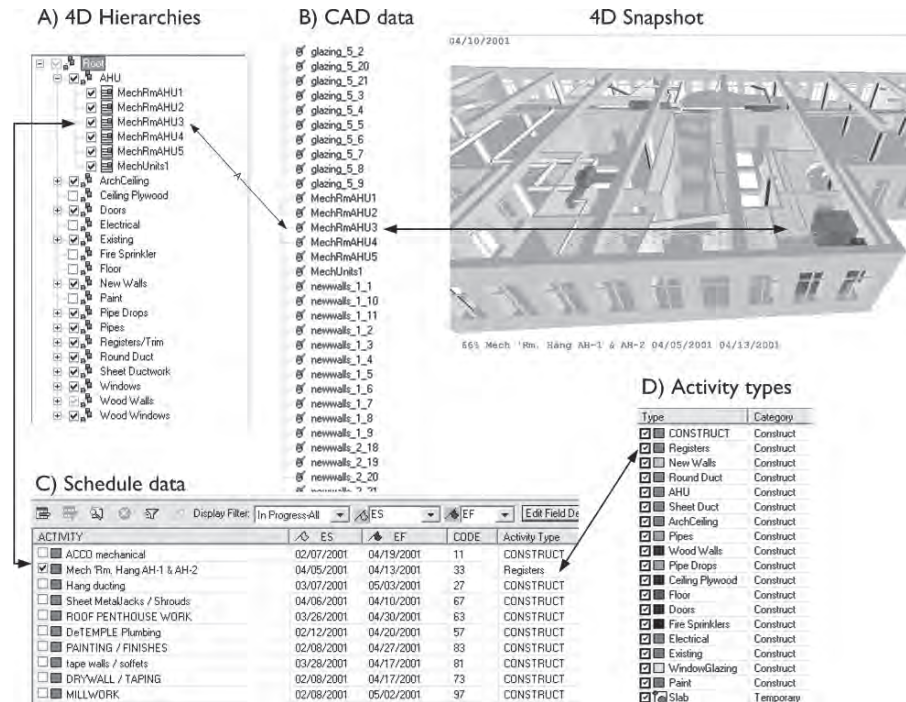 A) 4D Hierarchies
Root
AHU
MechRmAHU1
MechRmAHU2
MechRmAHU3
MechRmAHU4
MechRmAHU5
MechUnits1
ArchCeiling
Ceiling Plywood
Doors
Electrical
Existing
Fire Sprinkler
Floor
New Walls
Paint
Pipe Drops
Pipes
Registers/Trim
Round Duct
Sheet Ductwork
Windows
Wood Walls
Wood Windows
B) CAD data
glazing_5_2
glazing_5_20
glazing_5_21
glazing_5_3
glazing_5_4
glazing_5_5
glazing_5_6
glazing_5_7
glazing_5_8
glazing_5_9
MechRmAHU1
MechRmAHU2
MechRmAHU3
MechRmAHU4
MechRmAHU5
MechUnits1
newwalls_1_1
newwalls_1_10
newwalls_1_11
newwalls_1_2
newwalls_1_3
newwalls_1_4
newwalls_1_5
newwalls_1_6
newwalls_1_7
newwalls_1_8
newwalls_1_9
newwalls_2_18
newwalls_2_19
newwalls_2_20
4D Snapshot
04/10/2001
66% Mech 'Rm. Hang AH-1 & AH-2 04/05/2001 04/13/2001
C) Schedule data
Display Filter: In Progress-All ES EF Edit Field De
ACTIVITY ES EF CODE Activity Type
ACCO mechanical 02/07/2001 04/19/2001 11 CONSTRUCT
Mech 'Rm. Hang AH-1 & AH-2 04/05/2001 04/13/2001 33 Registers
Hang ducting 03/07/2001 05/03/2001 27 CONSTRUCT
Sheet MetalJacks / Shrouds 04/06/2001 04/10/2001 67 CONSTRUCT
ROOF PENTHOUSE WORK 03/26/2001 04/30/2001 63 CONSTRUCT
DeTEMPLE Plumbing 02/12/2001 04/20/2001 57 CONSTRUCT
PAINTING / FINISHES 02/08/2001 04/27/2001 83 CONSTRUCT
tape walls / soffets 03/28/2001 04/17/2001 81 CONSTRUCT
DRYWALL / TAPING 02/08/2001 04/17/2001 73 CONSTRUCT
MILLWORK 02/08/2001 05/02/2001 97 CONSTRUCT
D) Activity types
Type Category
CONSTRUCT Construct
Registers Construct
New Walls Construct
Round Duct Construct
AHU Construct
Sheet Duct Construct
ArchCeiling Construct
Pipes Construct
Wood Walls Construct
Pipe Drops Construct
Ceiling Plywood Construct
Floor Construct
Doors Construct
Fire Sprinklers Construct
Electrical Construct
Existing Construct
WindowGlazing Construct
Paint Construct
Slab Temporary